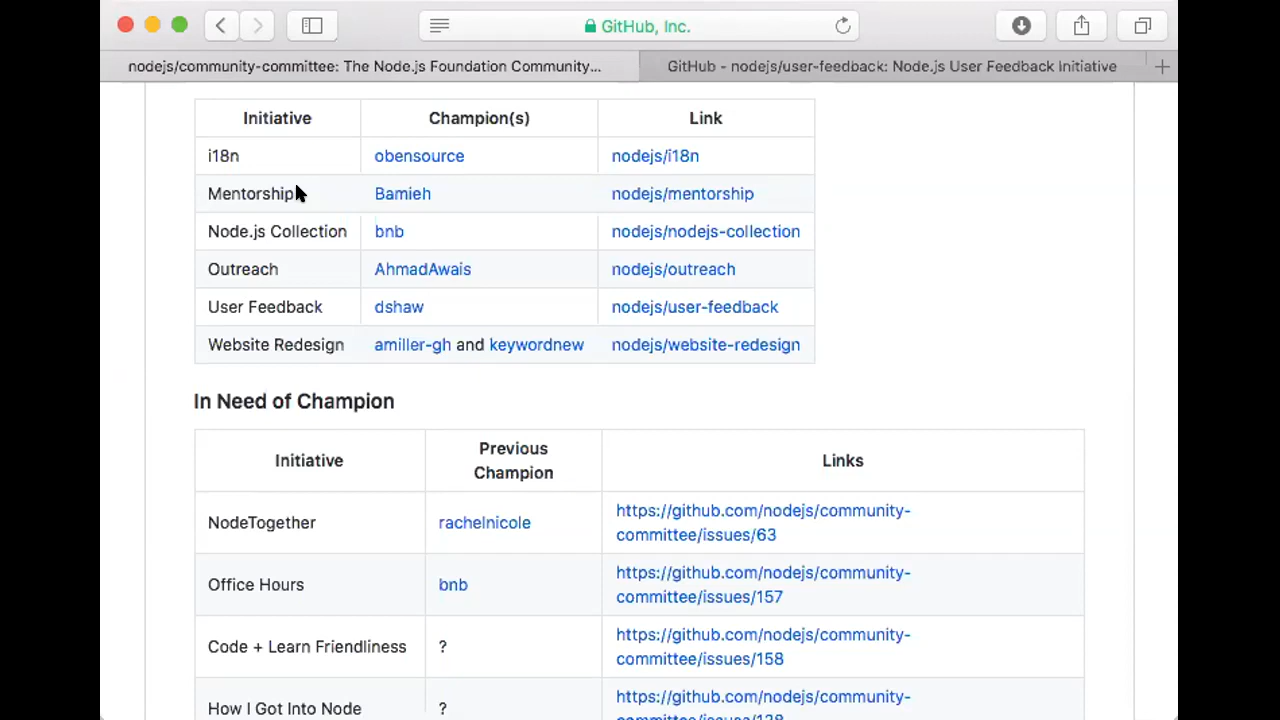 GitHub, Inc.
nodejs/community-committee: The Node.js Foundation Community...
GitHub - nodejs/user-feedback: Node.js User Feedback Initiative
Initiative Champion(s) Link
i18n obensource nodejs/i18n
Mentorship Bamieh nodejs/mentorship
Node.js Collection bnb nodejs/nodejs-collection
Outreach AhmadAwais nodejs/outreach
User Feedback dshaw nodejs/user-feedback
Website Redesign amiller-gh and keywordnew nodejs/website-redesign
In Need of Champion
Initiative Previous Champion Links
NodeTogether rachelnicole https://github.com/nodejs/community-
committee/issues/63
Office Hours bnb https://github.com/nodejs/community-
committee/issues/157
Code + Learn Friendliness ? https://github.com/nodejs/community-
committee/issues/158
How I Got Into Node ? https://github.com/nodejs/community-